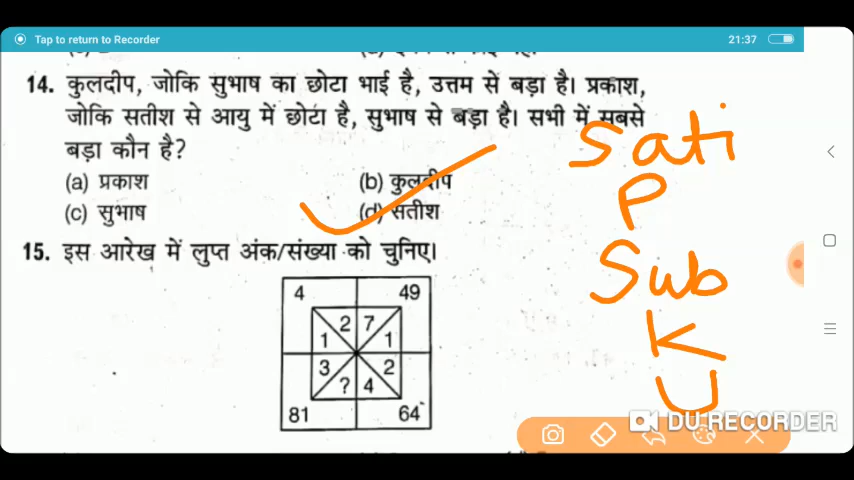 Tap to return to Recorder 21:37
14. कुलदीप, जोकि सुभाष का छोटा भाई है, उत्तम से बड़ा है। प्रकाश,
जोकि सतीश से आयु में छोटा है, सुभाष से बड़ा है। सभी में सबसे
बड़ा कौन है?
(a) प्रकाश (b) कुलदीप
(c) सुभाष (d) सतीश
Sati
P
Sub
K
U
15. इस आरेख में लुप्त अंक/संख्या को चुनिए।
4 49
2 7
1 1
3 2
? 4
81 64
DU RECORDER